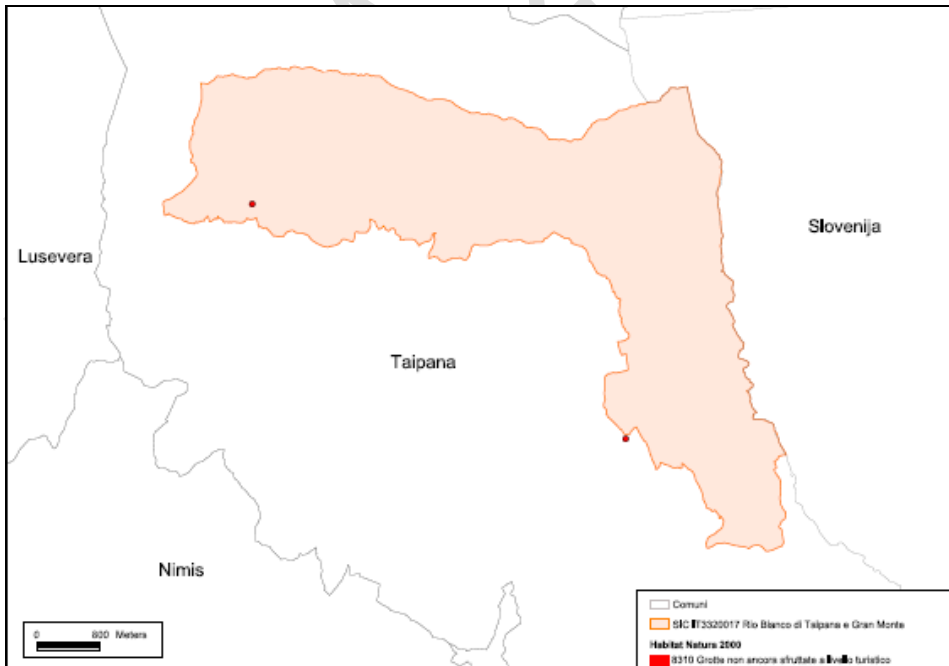 Slovenija
Lusevera
Taipana
Nimis
0 800 Meters
Comuni
SIC IT3320017 Rio Bianco di Taipana e Gran Monte
Habitat Natura 2000
8310 Grotte non ancora sfruttate a livello turistico